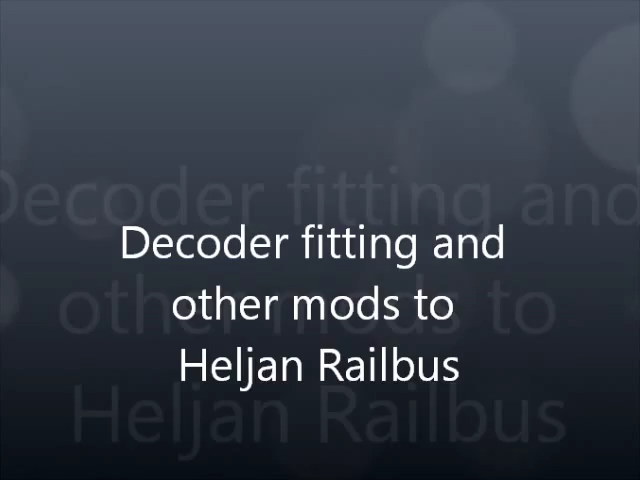 Decoder fitting and
other mods to
Heljan Railbus